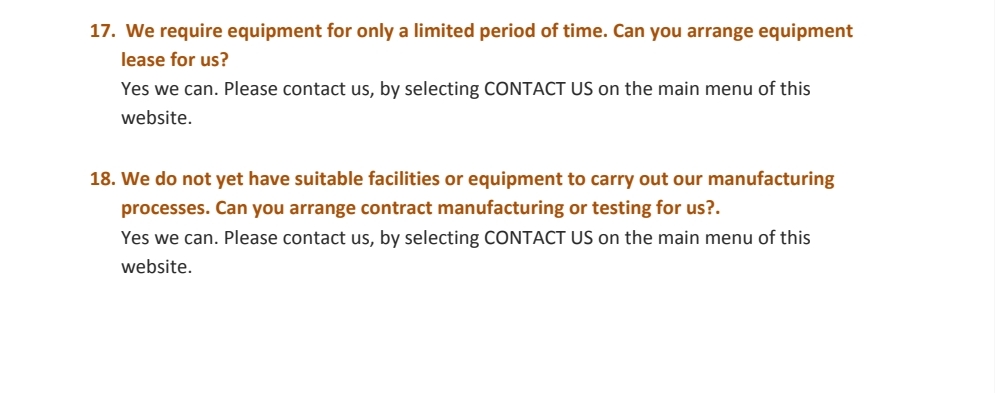 17. We require equipment for only a limited period of time. Can you arrange equipment
lease for us?
Yes we can. Please contact us, by selecting CONTACT US on the main menu of this
website.
18. We do not yet have suitable facilities or equipment to carry out our manufacturing
processes. Can you arrange contract manufacturing or testing for us?.
Yes we can. Please contact us, by selecting CONTACT US on the main menu of this
website.